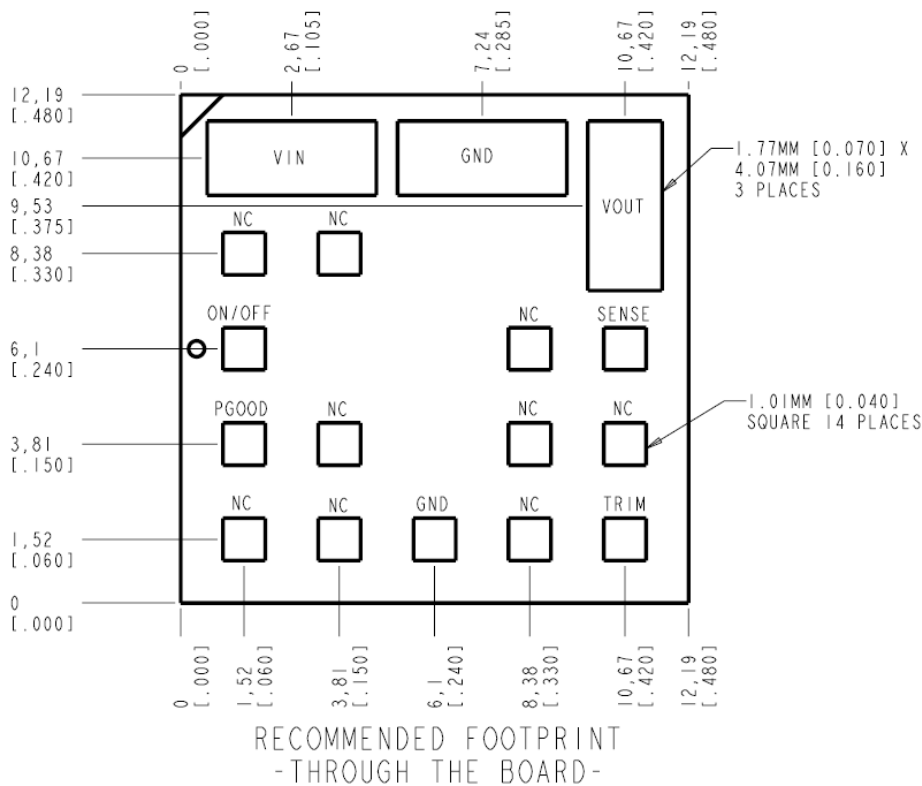 0
[.000]
2,67
[.105]
7,24
[.285]
10,67
[.420]
12,19
[.480]
12,19
[.480]
10,67
[.420]
9,53
[.375]
8,38
[.330]
6,1
[.240]
3,81
[.150]
1,52
[.060]
0
[.000]
VIN
GND
VOUT
1.77MM [0.070] X
4.07MM [0.160]
3 PLACES
NC
NC
ON/OFF
NC
SENSE
PGOOD
NC
NC
NC
1.01MM [0.040]
SQUARE 14 PLACES
NC
NC
GND
NC
TRIM
0
[.000]
1,52
[.060]
3,81
[.150]
6,1
[.240]
8,38
[.330]
10,67
[.420]
12,19
[.480]
RECOMMENDED FOOTPRINT
-THROUGH THE BOARD-